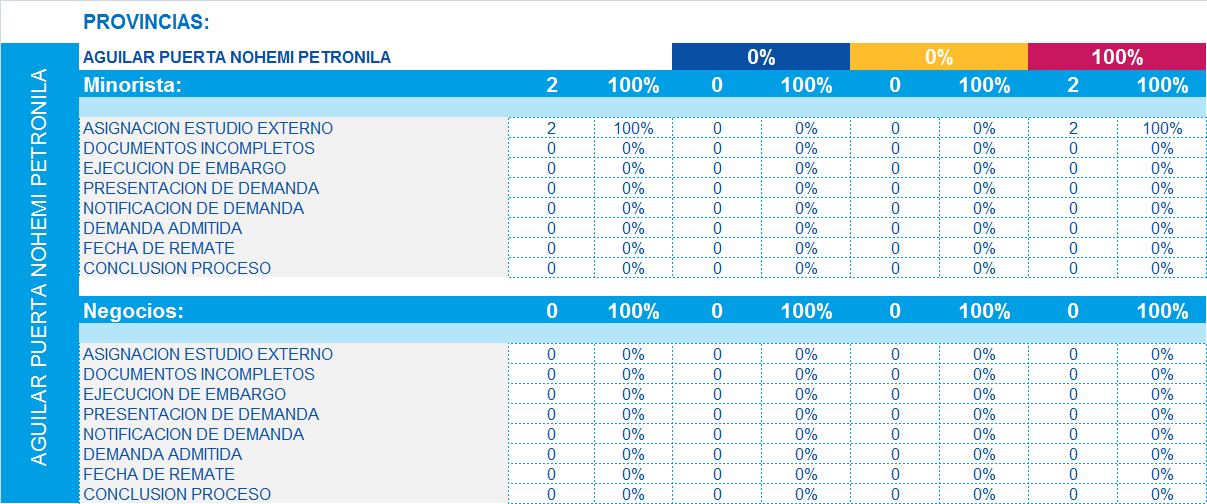 PROVINCIAS:
AGUILAR PUERTA NOHEMI PETRONILA
AGUILAR PUERTA NOHEMI PETRONILA 0% 0% 100%
Minorista: 2 100% 0 100% 0 100% 2 100%
ASIGNACION ESTUDIO EXTERNO 2 100% 0 0% 0 0% 2 100%
DOCUMENTOS INCOMPLETOS 0 0% 0 0% 0 0% 0 0%
EJECUCION DE EMBARGO 0 0% 0 0% 0 0% 0 0%
PRESENTACION DE DEMANDA 0 0% 0 0% 0 0% 0 0%
NOTIFICACION DE DEMANDA 0 0% 0 0% 0 0% 0 0%
DEMANDA ADMITIDA 0 0% 0 0% 0 0% 0 0%
FECHA DE REMATE 0 0% 0 0% 0 0% 0 0%
CONCLUSION PROCESO 0 0% 0 0% 0 0% 0 0%
Negocios: 0 100% 0 100% 0 100% 0 100%
ASIGNACION ESTUDIO EXTERNO 0 0% 0 0% 0 0% 0 0%
DOCUMENTOS INCOMPLETOS 0 0% 0 0% 0 0% 0 0%
EJECUCION DE EMBARGO 0 0% 0 0% 0 0% 0 0%
PRESENTACION DE DEMANDA 0 0% 0 0% 0 0% 0 0%
NOTIFICACION DE DEMANDA 0 0% 0 0% 0 0% 0 0%
DEMANDA ADMITIDA 0 0% 0 0% 0 0% 0 0%
FECHA DE REMATE 0 0% 0 0% 0 0% 0 0%
CONCLUSION PROCESO 0 0% 0 0% 0 0% 0 0%